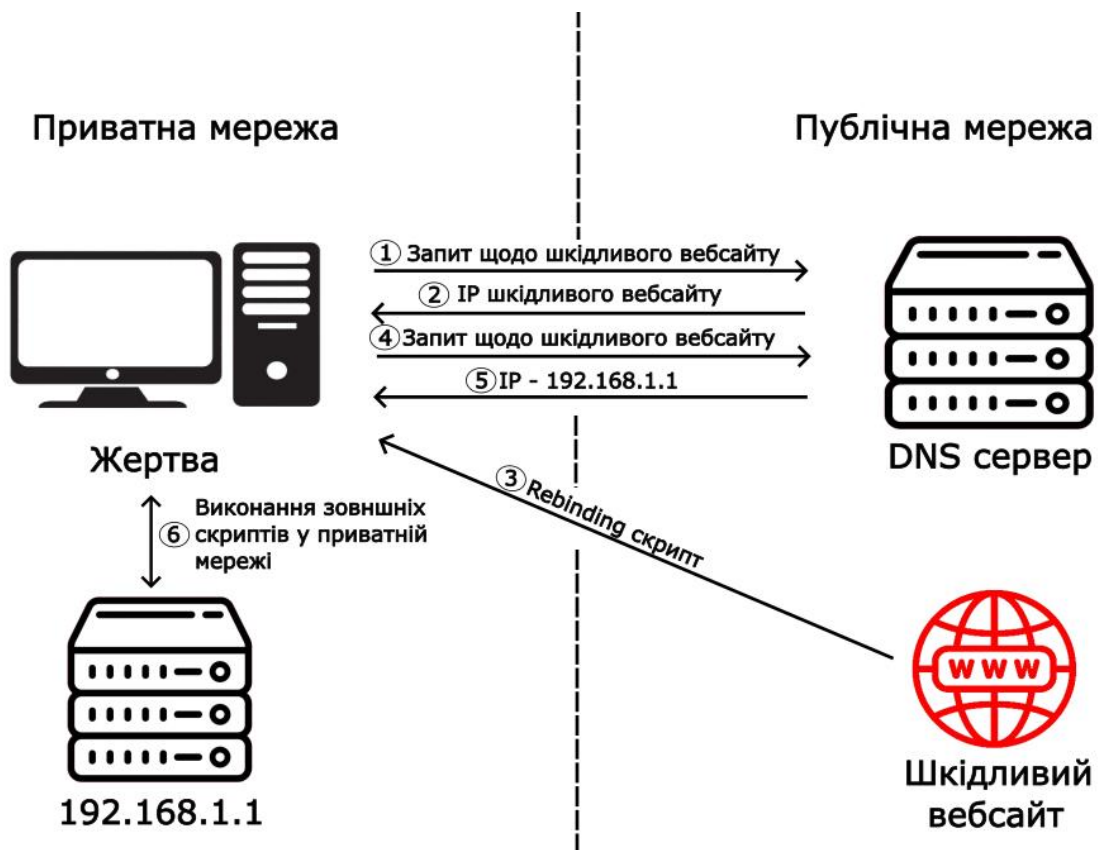 Приватна мережа
Публічна мережа
1 Запит щодо шкідливого вебсайту
2 IP шкідливого вебсайту
4 Запит щодо шкідливого вебсайту
5 IP - 192.168.1.1
Жертва
DNS сервер
3 Rebinding скрипт
Виконання зовншніх
6 скриптів у приватній
мережі
WWW
192.168.1.1
Шкідливий
вебсайт